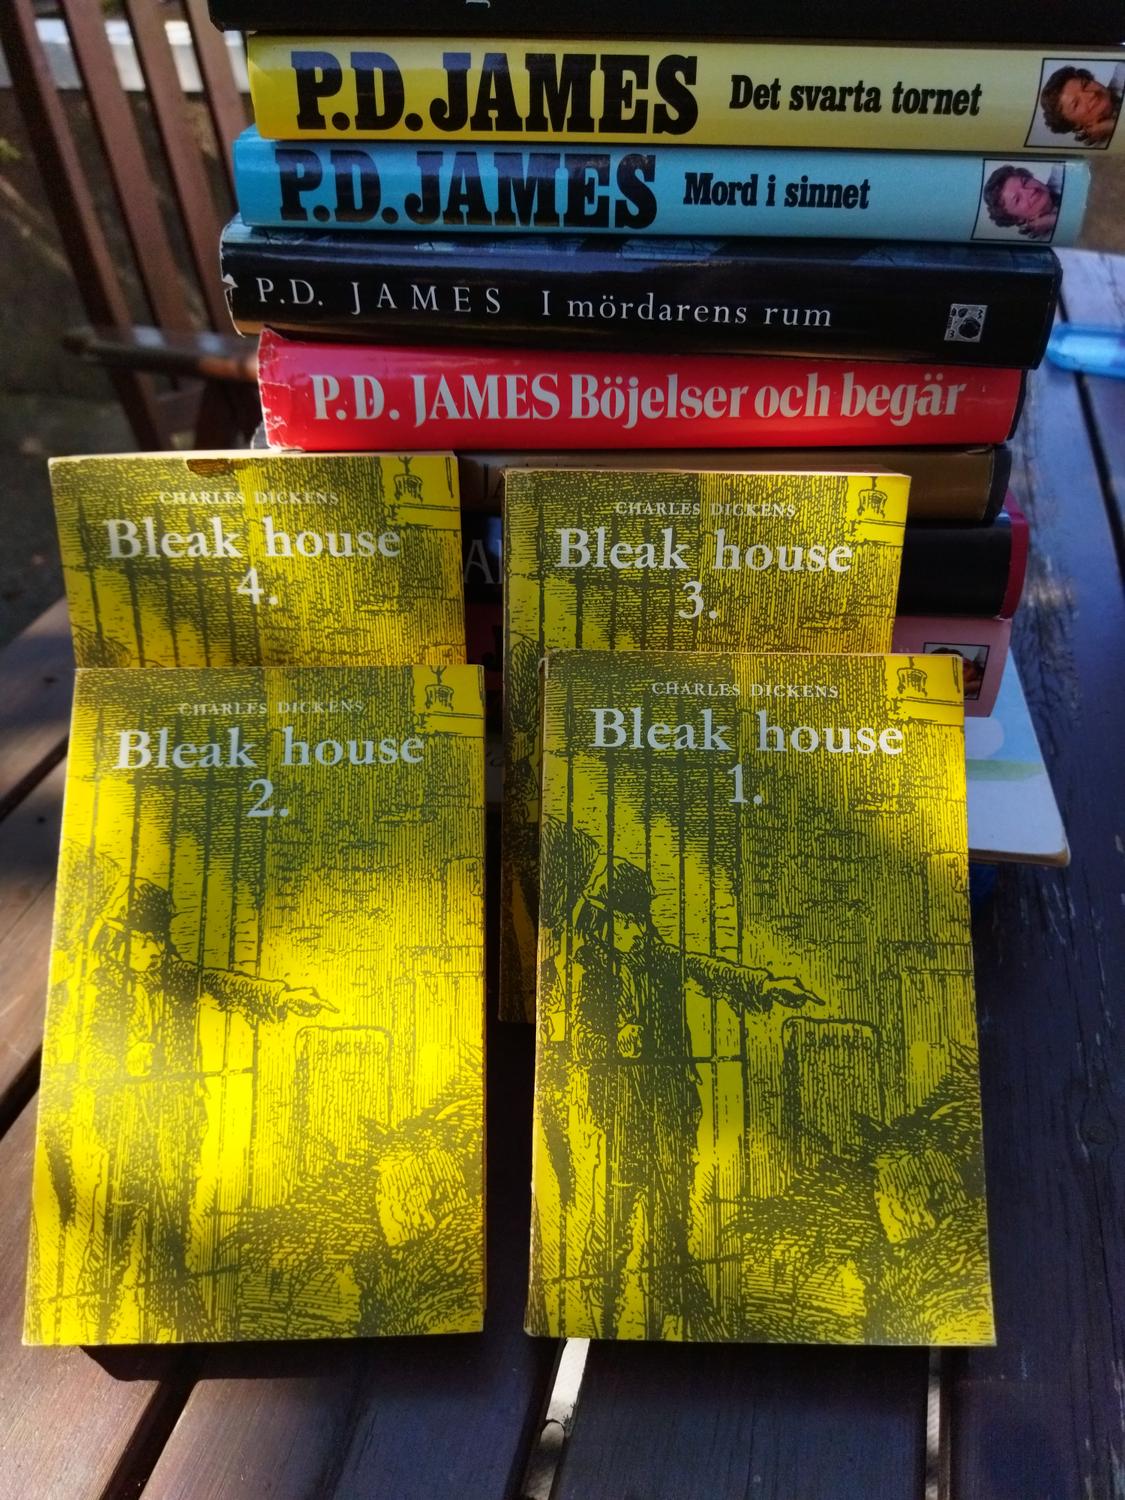 P.D. JAMES Det svarta tornet
P.D. JAMES Mord i sinnet
P.D. JAMES I mördarens rum
P.D. JAMES Böjelser och begär
CHARLES DICKENS
Bleak house
4.
CHARLES DICKENS
Bleak house
3.
CHARLES DICKENS
Bleak house
2.
CHARLES DICKENS
Bleak house
1.